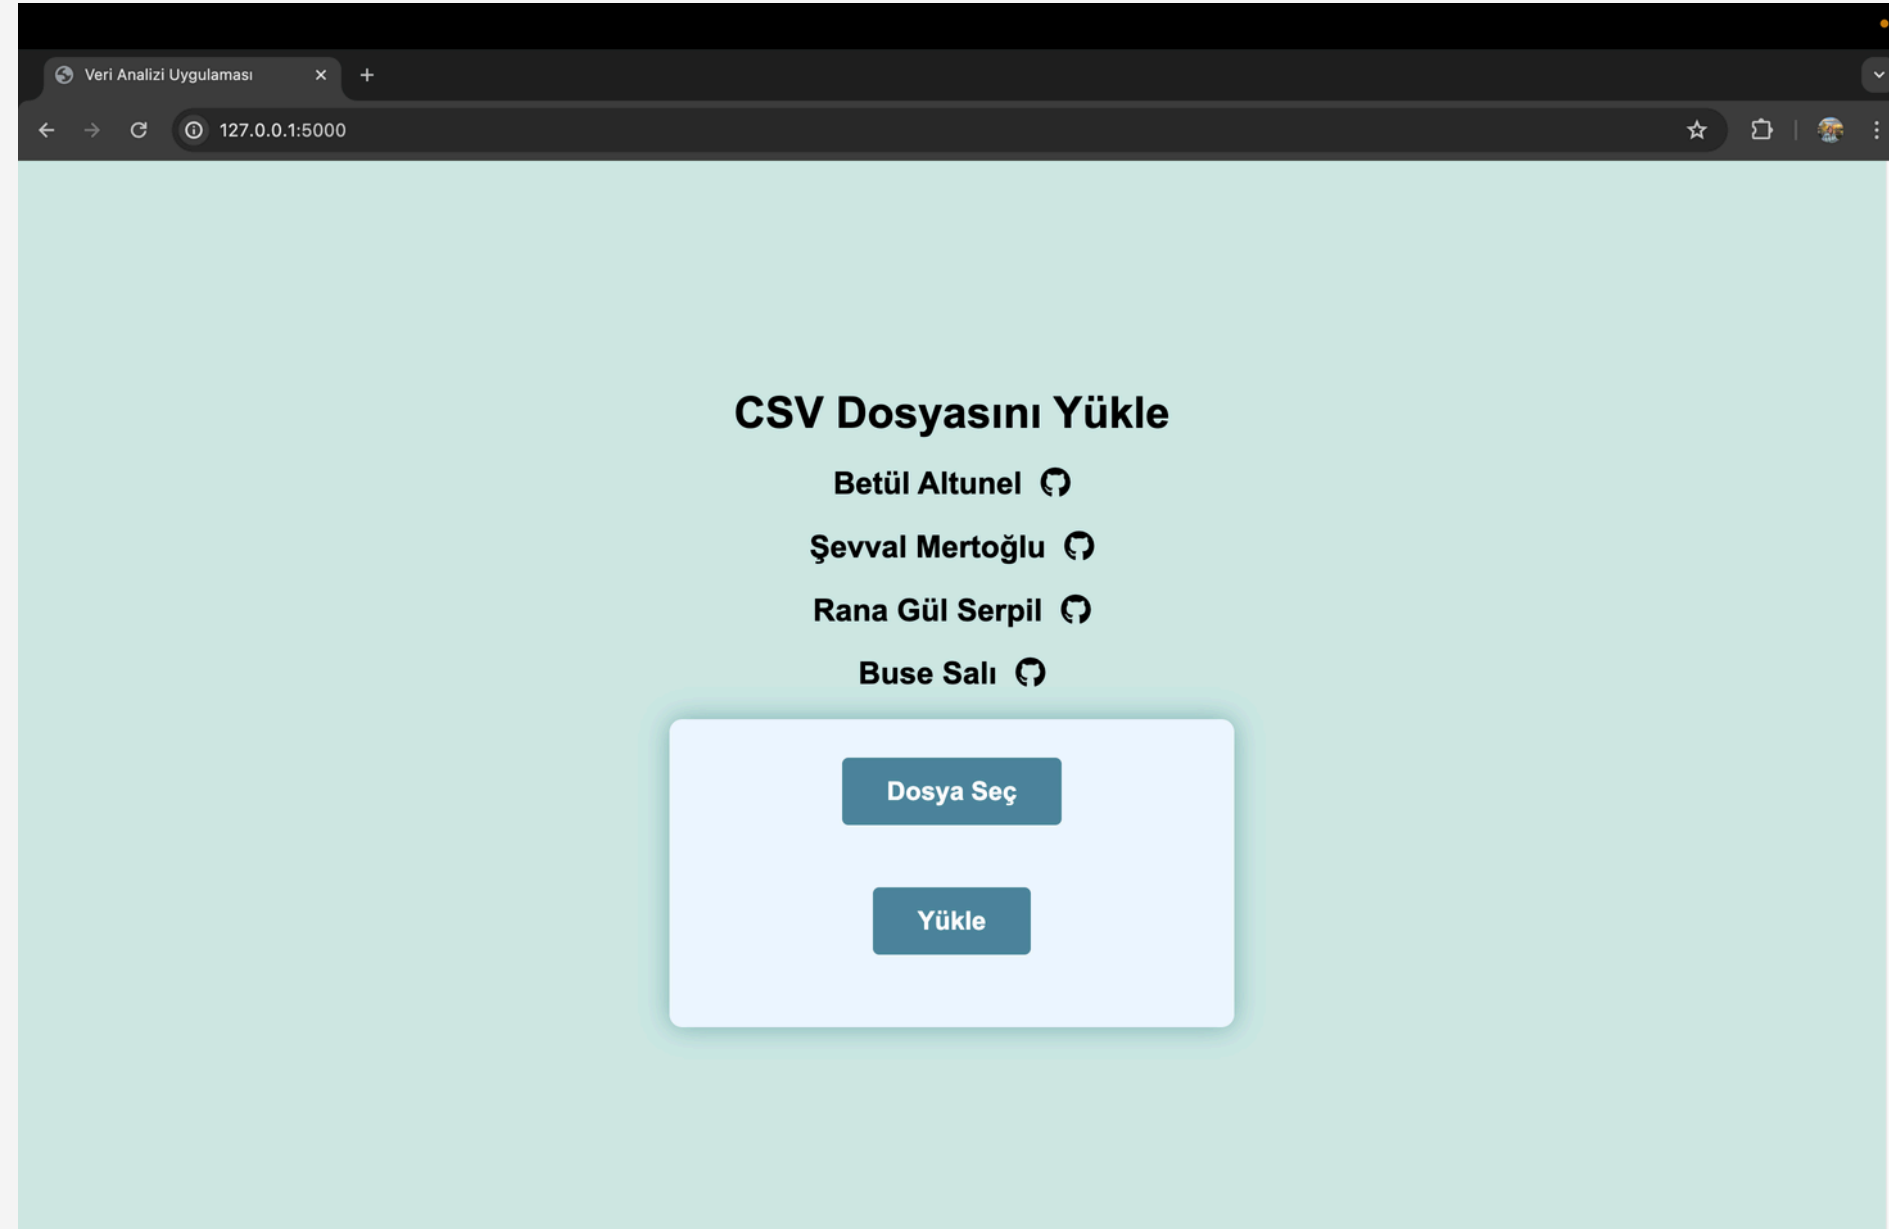 Veri Analizi Uygulaması
127.0.0.1:5000
CSV Dosyasını Yükle
Betül Altunel
Şevval Mertoğlu
Rana Gül Serpil
Buse Salı
Dosya Seç
Yükle